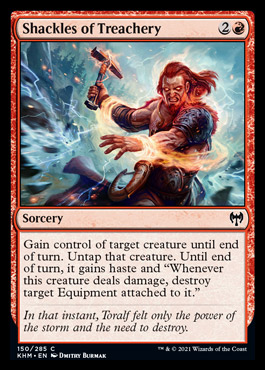 Shackles of Treachery 2
Sorcery
Gain control of target creature until end
of turn. Untap that creature. Until end
of turn, it gains haste and “Whenever
this creature deals damage, destroy
target Equipment attached to it.”
In that instant, Toralf felt only the power of
the storm and the need to destroy.
150/285 C
KHM • EN Dmitry Burmak
™ & © 2021 Wizards of the Coast